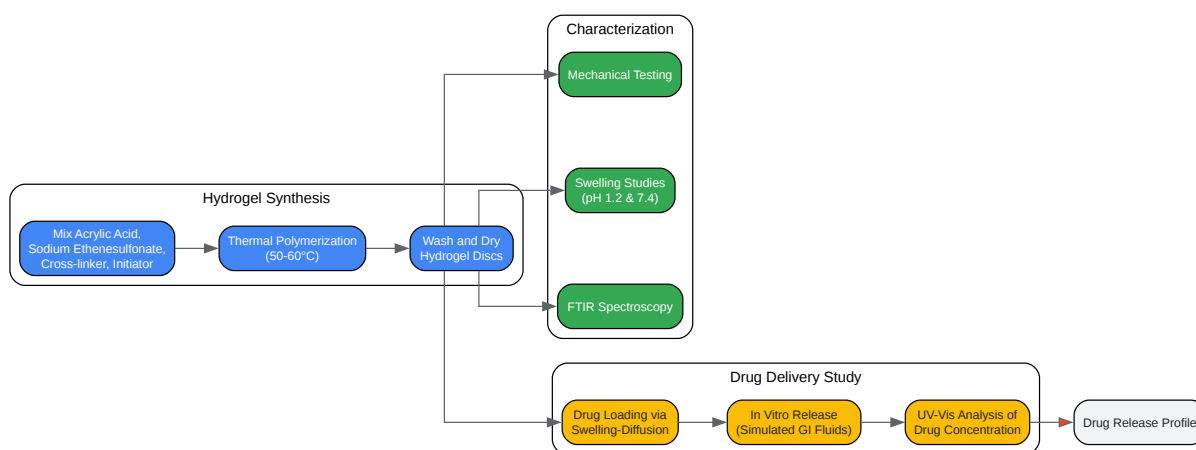 Characterization
Mechanical Testing
Swelling Studies
(pH 1.2 & 7.4)
FTIR Spectroscopy
Hydrogel Synthesis
Mix Acrylic Acid,
Sodium Ethenesulfonate,
Cross-linker, Initiator
Thermal Polymerization
(50-60°C)
Wash and Dry
Hydrogel Discs
Drug Delivery Study
Drug Loading via
Swelling-Diffusion
In Vitro Release
(Simulated GI Fluids)
UV-Vis Analysis of
Drug Concentration
Drug Release Profile